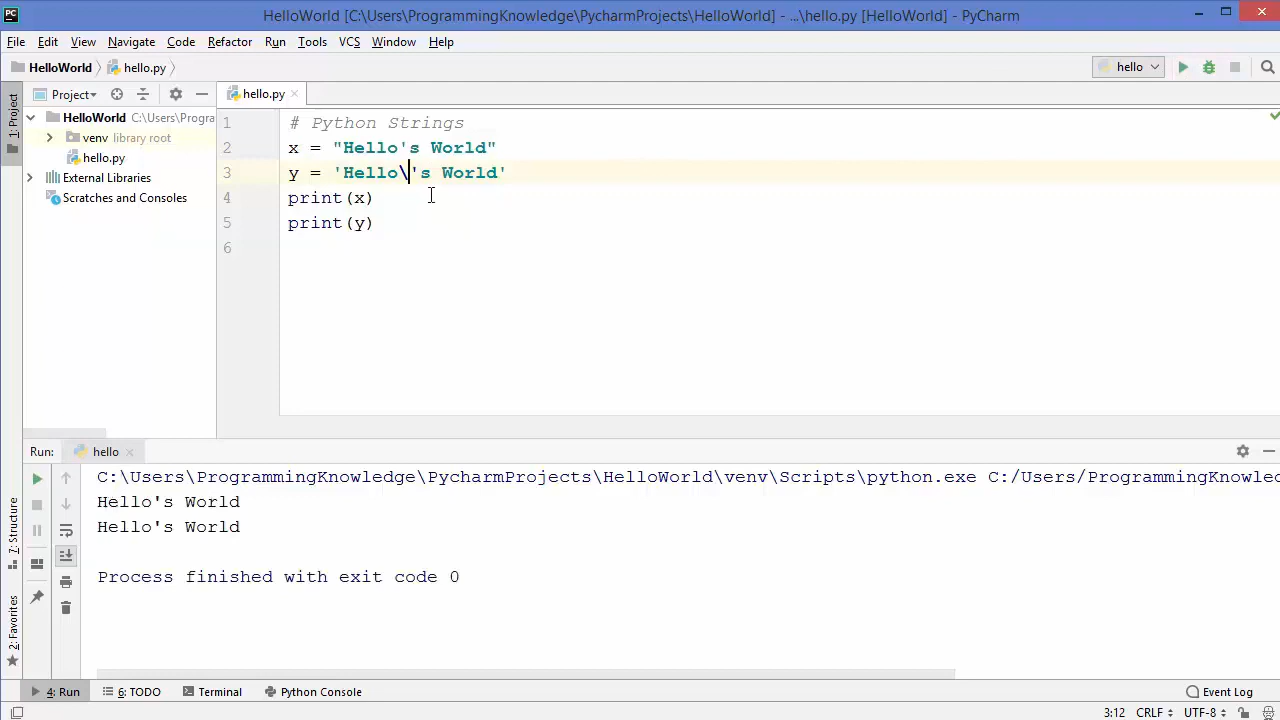 PC HelloWorld [C:\Users\ProgrammingKnowledge\PycharmProjects\HelloWorld] - ...\hello.py [HelloWorld] - PyCharm
File Edit View Navigate Code Refactor Run Tools VCS Window Help
HelloWorld hello.py hello
1: Project
Project hello.py
HelloWorld C:\Users\Progra
venv library root
hello.py
External Libraries
Scratches and Consoles
1 # Python Strings
2 x = "Hello's World"
3 y = 'Hello\'s World'
4 print(x)
5 print(y)
6
Run: hello
C:\Users\ProgrammingKnowledge\PycharmProjects\HelloWorld\venv\Scripts\python.exe C:/Users/ProgrammingKnowled
Hello's World
Hello's World
Process finished with exit code 0
7: Structure
2: Favorites
4: Run 6: TODO Terminal Python Console Event Log
3:12 CRLF UTF-8